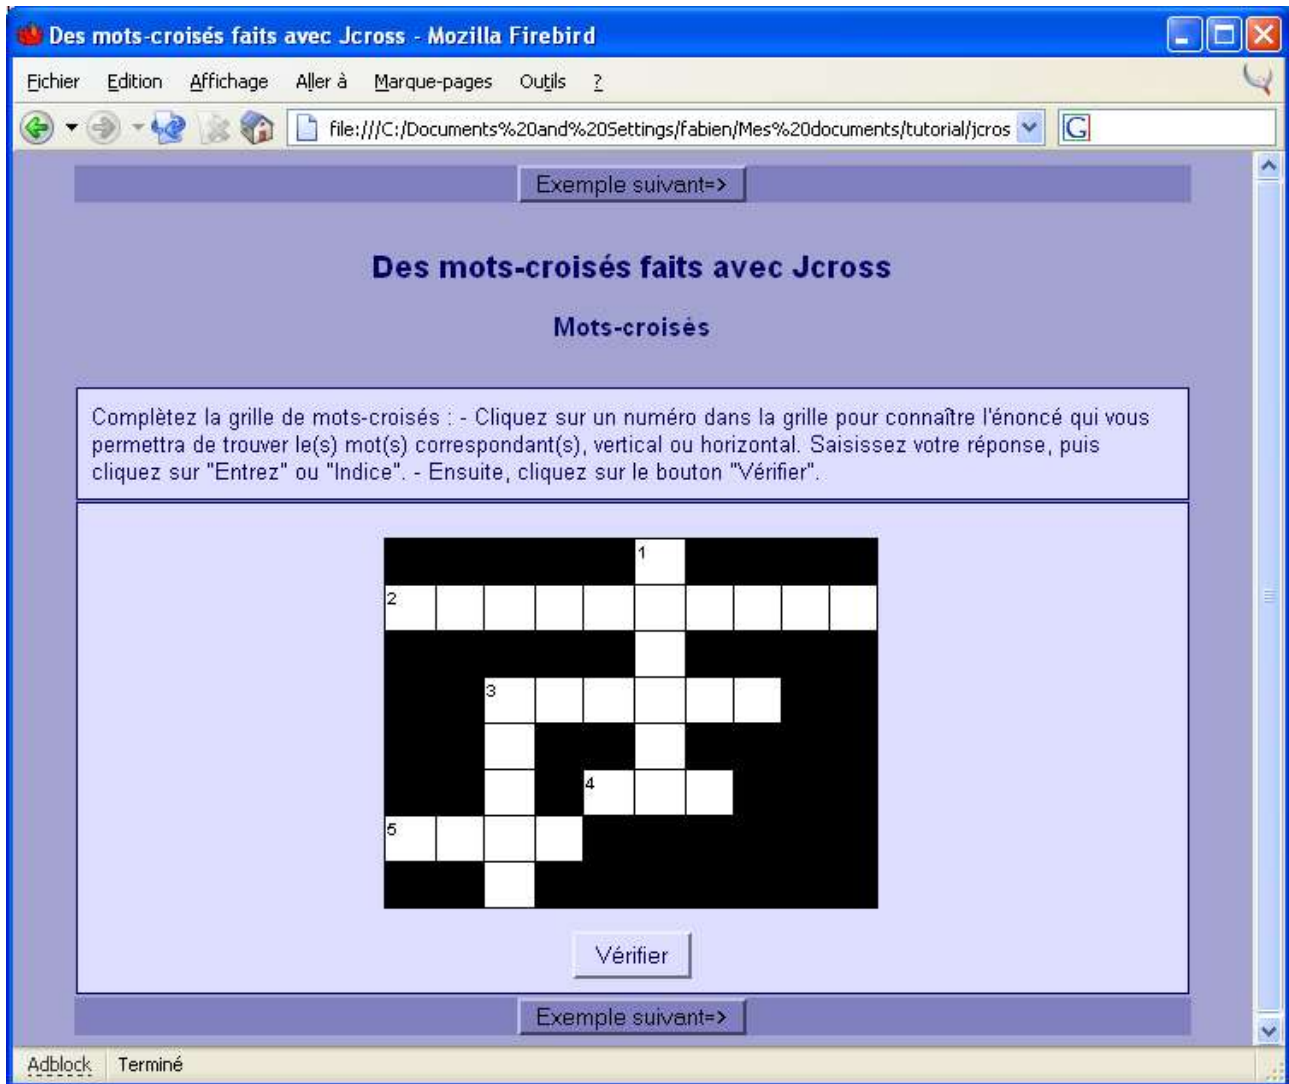 Des mots-croisés faits avec Jcross - Mozilla Firebird
Fichier Edition Affichage Aller à Marque-pages Outils ?
file:///C:/Documents%20and%20Settings/fabien/Mes%20documents/tutorial/jcros G
Exemple suivant=>
Des mots-croisés faits avec Jcross
Mots-croisés
Complètez la grille de mots-croisés : - Cliquez sur un numéro dans la grille pour connaître l'énoncé qui vous
permettra de trouver le(s) mot(s) correspondant(s), vertical ou horizontal. Saisissez votre réponse, puis
cliquez sur "Entrez" ou "Indice". - Ensuite, cliquez sur le bouton "Vérifier".
1
2
3
4
5
Vérifier
Exemple suivant=>
Adblock Terminé